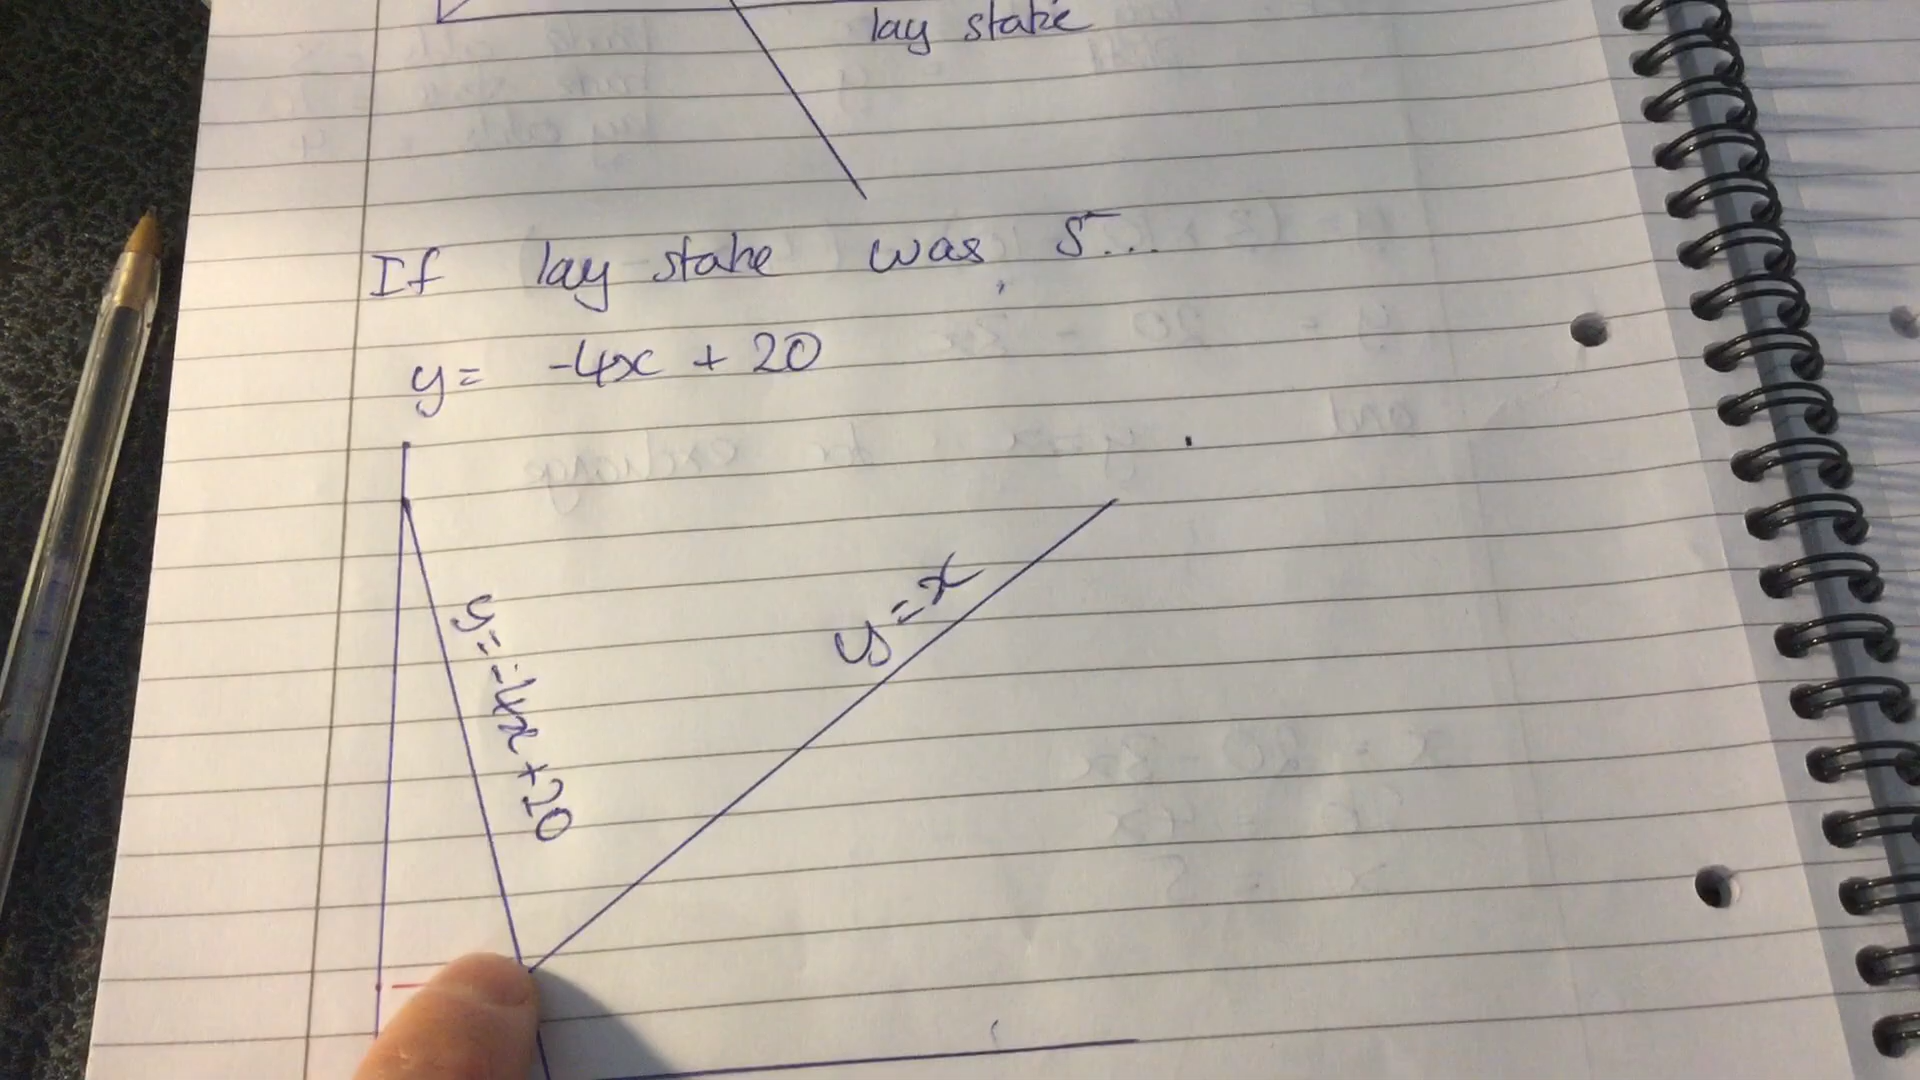 lay stake
If lay stake was 5...
y= -4x + 20
y=-4x+20
y=x